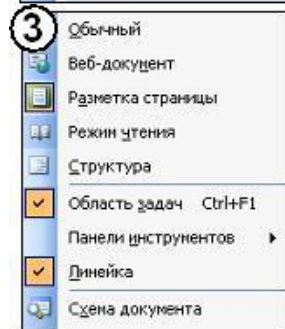 3
Обычный
Веб-документ
Разметка страницы
Режим чтения
Структура
Область задач Ctrl+F1
Панели инструментов
Линейка
Схема документа